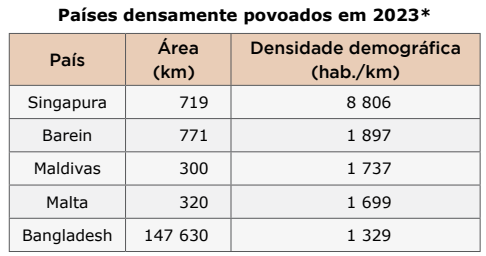 Países densamente povoados em 2023*
País Área (km) Densidade demográfica (hab./km)
Singapura 719 8 806
Barein 771 1 897
Maldivas 300 1 737
Malta 320 1 699
Bangladesh 147 630 1 329